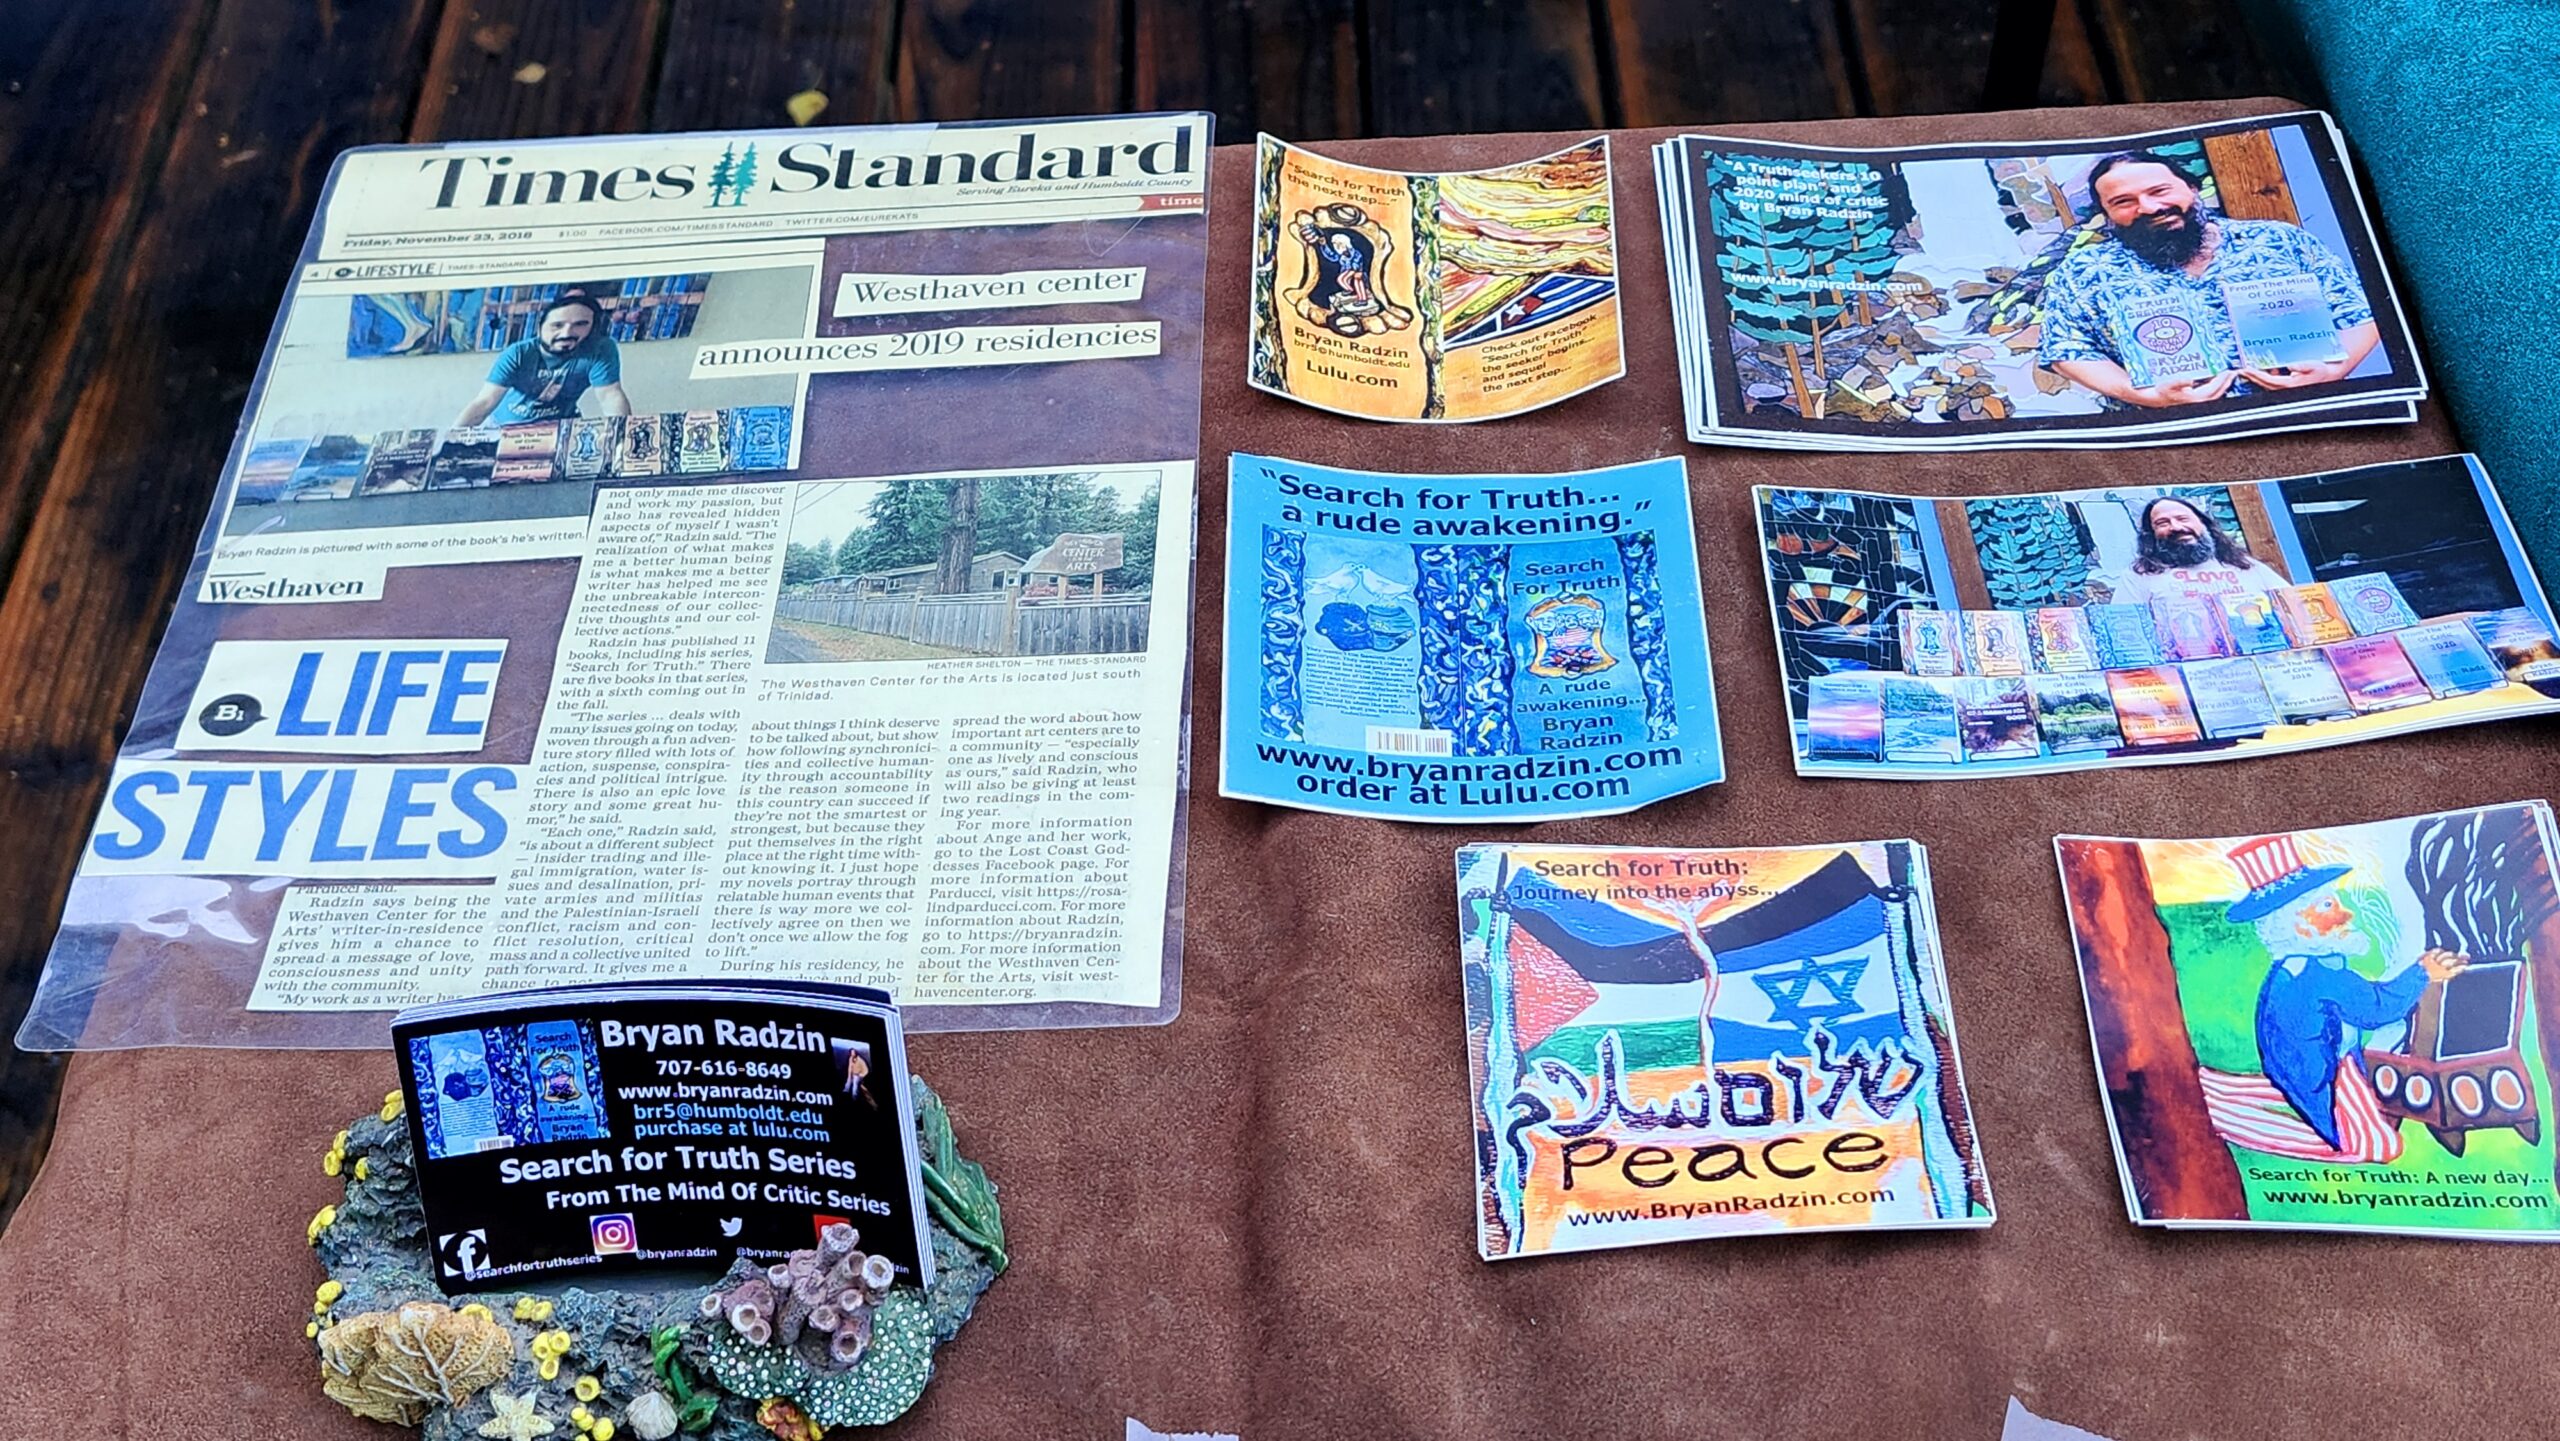 Times Standard
Serving Eureka and Humboldt County
time
Friday, November 23, 2018 $1.00 FACEBOOK.COM/TIMESSTANDARD TWITTER.COM/EUREKATS
4 LIFESTYLE | TIMES-STANDARD.COM
Westhaven center
announces 2019 residencies
Bryan Radzin is pictured with some of the book's he's written.
Westhaven
B1 LIFE
STYLES
CENTER
ARTS
HEATHER SHELTON — THE TIMES-STANDARD
The Westhaven Center for the Arts is located just south
of Trinidad.
Parducci said.
Radzin says being the
Westhaven Center for the
Arts' writer-in-residence
gives him a chance to
spread a message of love,
consciousness and unity
with the community.
"My work as a writer has
not only made me discover
and work my passion, but
also has revealed hidden
aspects of myself I wasn't
aware of," Radzin said. "The
realization of what makes
me a better human being
is what makes me a better
writer has helped me see
the unbreakable intercon-
nectedness of our collec-
tive thoughts and our col-
lective actions."
Radzin has published 11
books, including his series,
"Search for Truth." There
are five books in that series,
with a sixth coming out in
the fall.
"The series ... deals with
many issues going on today,
woven through a fun adven-
ture story filled with lots of
action, suspense, conspira-
cies and political intrigue.
There is also an epic love
story and some great hu-
mor," he said.
"Each one," Radzin said,
"is about a different subject
— insider trading and ille-
gal immigration, water is-
sues and desalination, pri-
vate armies and militias
and the Palestinian-Israeli
conflict, racism and con-
flict resolution, critical
mass and a collective united
path forward. It gives me a
chance to not
about things I think deserve
to be talked about, but show
how following synchronici-
ties and collective human-
ity through accountability
is the reason someone in
this country can succeed if
they're not the smartest or
strongest, but because they
put themselves in the right
place at the right time with-
out knowing it. I just hope
my novels portray through
relatable human events that
there is way more we col-
lectively agree on then we
don't once we allow the fog
to lift."
During his residency, he
and pub-
spread the word about how
important art centers are to
a community — "especially
one as lively and conscious
as ours," said Radzin, who
will also be giving at least
two readings in the com-
ing year.
For more information
about Ange and her work,
go to the Lost Coast God-
desses Facebook page. For
more information about
Parducci, visit https://rosa-
lindparducci.com. For more
information about Radzin,
go to https://bryanradzin.
com. For more information
about the Westhaven Cen-
ter for the Arts, visit west-
havencenter.org.
"Search for Truth
the next step..."
Bryan Radzin
brr5@humboldt.edu
Lulu.com
Check out Facebook
"Search for Truth"
the seeker begins...
and sequel
the next step...
"A Truthseekers 10
point plan" and
2020 mind of critic
by Bryan Radzin
www.bryanradzin.com
TRUTH
SEEKERS
10
BRYAN
RADZIN
From The Mind
Of Critic
2020
Bryan Radzin
"Search for Truth...
a rude awakening."
Search
For Truth
A rude
awakening...
Bryan
Radzin
www.bryanradzin.com
order at Lulu.com
Love
2020
Search for Truth:
Journey into the abyss...
שלום
Peace
www.BryanRadzin.com
Search for Truth: A new day...
www.bryanradzin.com
Bryan Radzin
707-616-8649
www.bryanradzin.com
brr5@humboldt.edu
purchase at lulu.com
Search
For Truth
A rude
awakening
Bryan
Search for Truth Series
From The Mind Of Critic Series
@searchfortruthseries
@bryanradzin